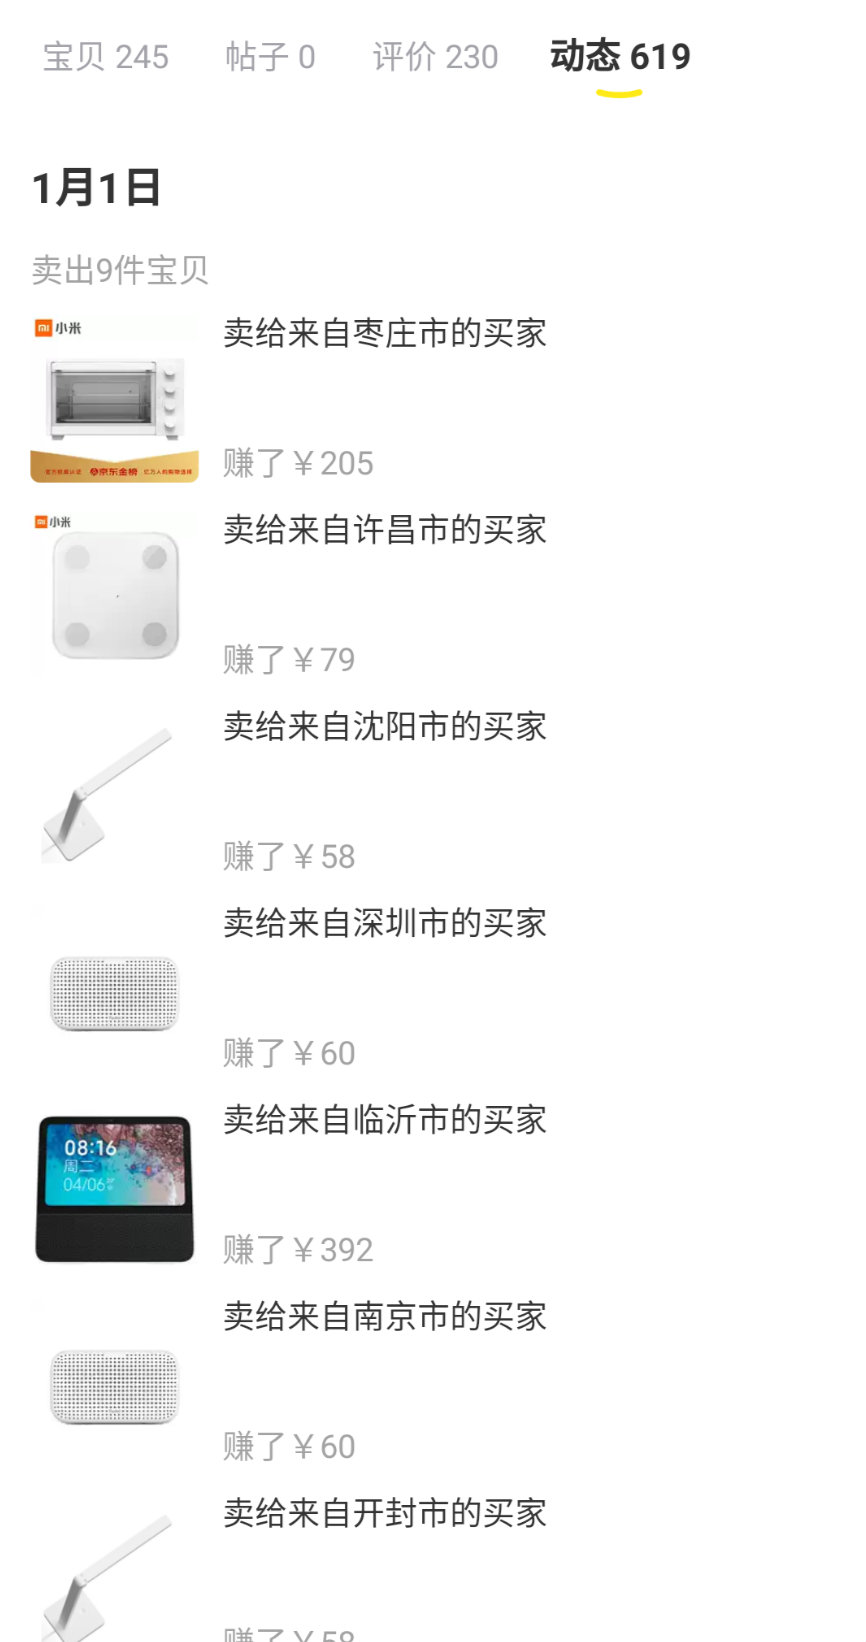 宝贝 245 帖子 0 评价 230 动态 619
1月1日
卖出9件宝贝
小米
卖给来自枣庄市的买家
京东金榜
赚了￥205
小米
卖给来自许昌市的买家
赚了￥79
卖给来自沈阳市的买家
赚了￥58
卖给来自深圳市的买家
赚了￥60
卖给来自临沂市的买家
08:16
周二
04/06
赚了￥392
卖给来自南京市的买家
赚了￥60
卖给来自开封市的买家
赚了￥58